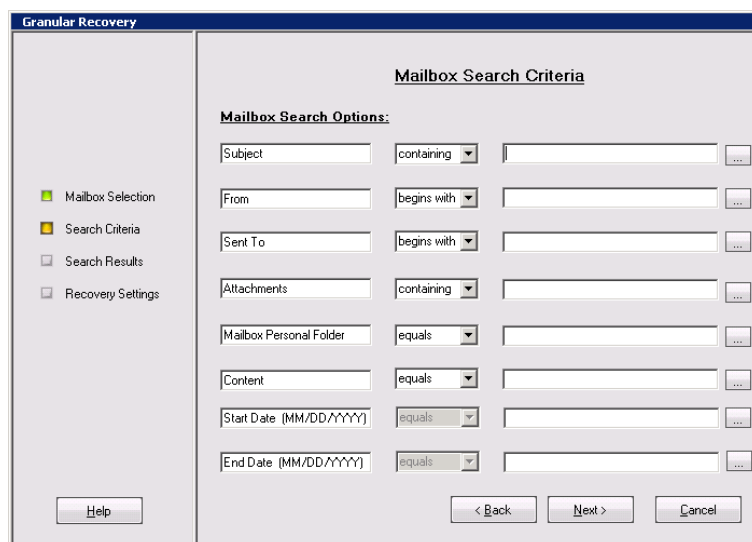 Granular Recovery
Mailbox Selection
Search Criteria
Search Results
Recovery Settings
Help
Mailbox Search Criteria
Mailbox Search Options:
Subject containing ...
From begins with ...
Sent To begins with ...
Attachments containing ...
Mailbox Personal Folder equals ...
Content equals ...
Start Date (MM/DD/YYYY) equals ...
End Date (MM/DD/YYYY) equals ...
< Back Next > Cancel